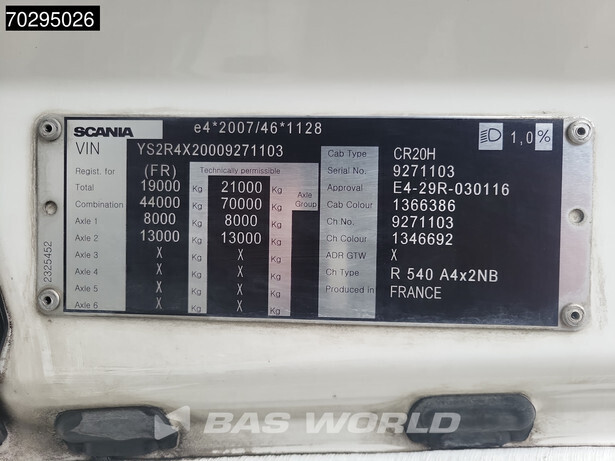 70295026
SCANIA e4*2007/46*1128
VIN YS2R4X20009271103
1,0%
Regist. for (FR) Technically permissible
Total 19000 Kg 21000 Kg Axle Group
Combination 44000 Kg 70000 Kg
Axle 1 8000 Kg 8000 Kg
Axle 2 13000 Kg 13000 Kg
Axle 3 X Kg X Kg
Axle 4 X Kg X Kg
Axle 5 X Kg X Kg
Axle 6 X Kg X Kg
Cab Type CR20H
Serial No. 9271103
Approval E4-29R-030116
Cab Colour 1366386
Ch No. 9271103
Ch Colour 1346692
ADR GTW X
Ch Type R 540 A4x2NB
Produced in FRANCE
2325452
BAS WORLD